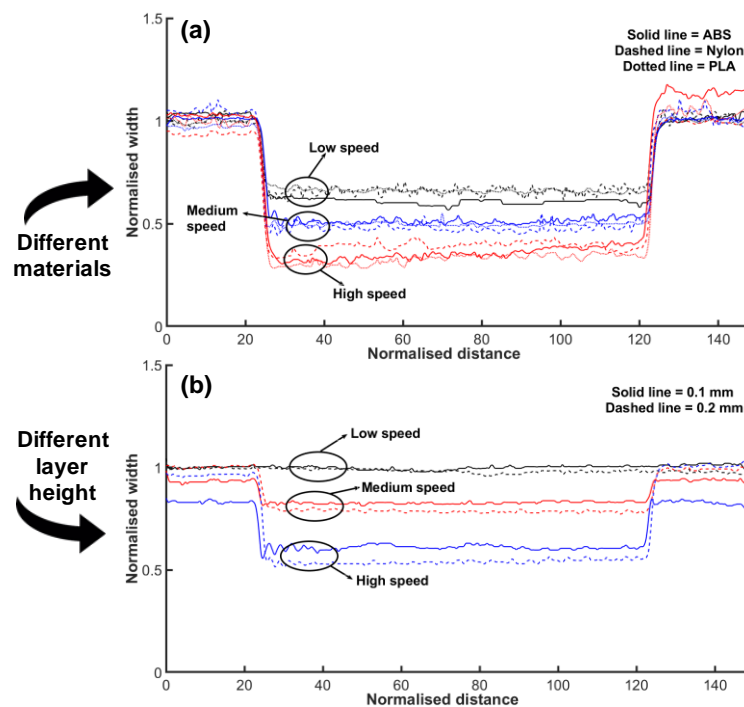 (a)
Solid line = ABS
Dashed line = Nylon
Dotted line = PLA
1.5
1
0.5
0
Normalised width
Low speed
Medium
speed
High speed
0 20 40 60 80 100 120 140
Normalised distance
Different
materials
(b)
Solid line = 0.1 mm
Dashed line = 0.2 mm
1.5
1
0.5
0
Normalised width
Low speed
Medium speed
High speed
0 20 40 60 80 100 120 140
Normalised distance
Different
layer
height